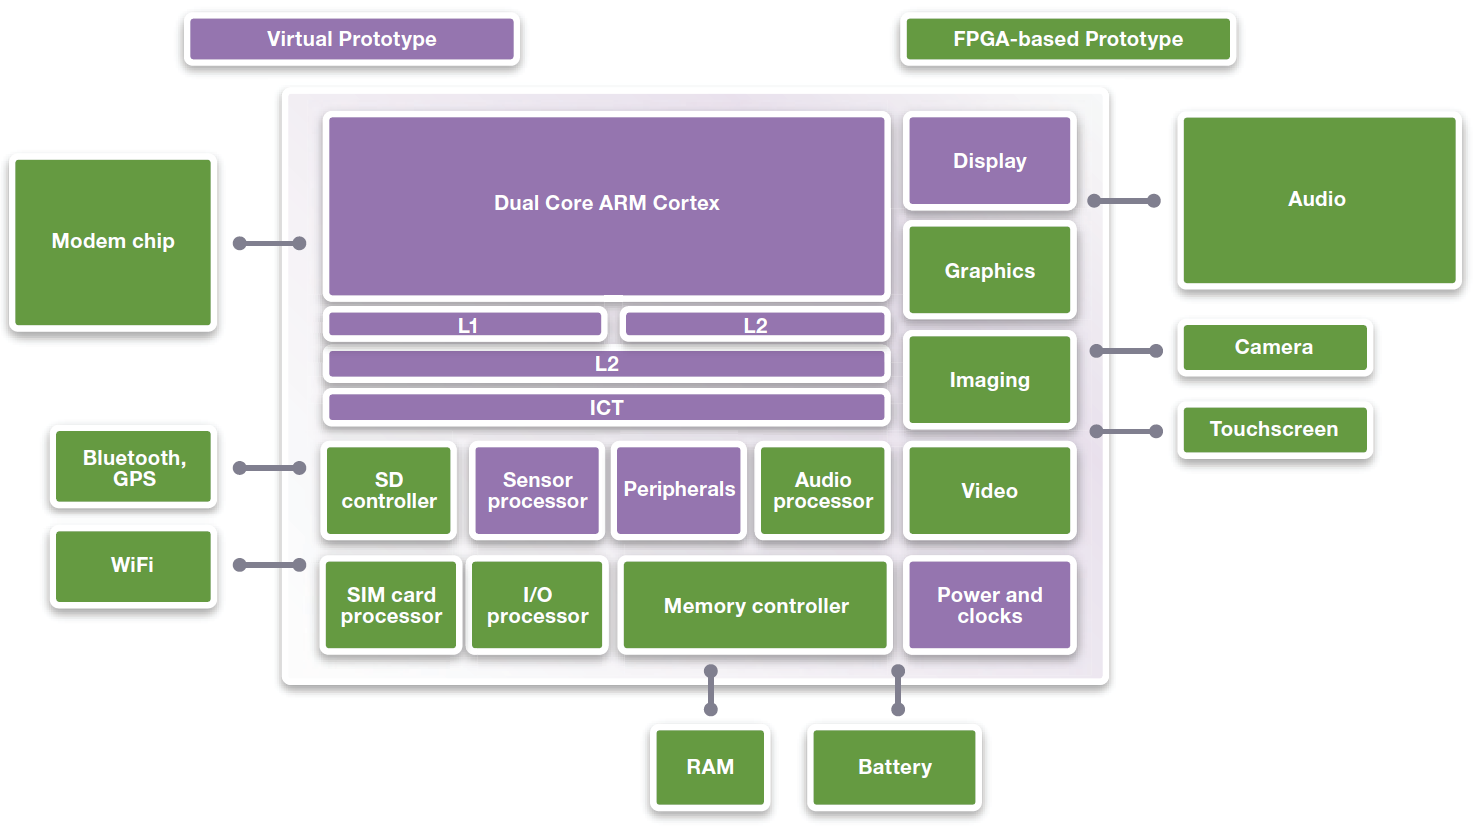 Virtual Prototype
FPGA-based Prototype
Modem chip
Dual Core ARM Cortex
Display
Audio
Graphics
L1
L2
L2
ICT
Imaging
Camera
Touchscreen
Bluetooth,
GPS
SD
controller
Sensor
processor
Peripherals
Audio
processor
Video
WiFi
SIM card
processor
I/O
processor
Memory controller
Power and
clocks
RAM
Battery